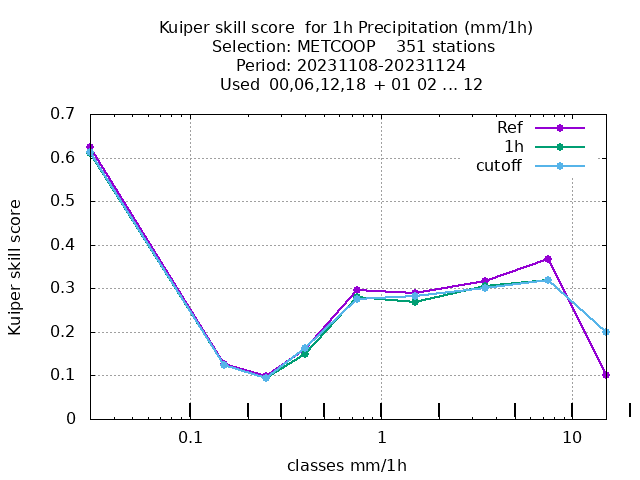 Kuiper skill score  for 1h Precipitation (mm/1h)
Selection: METCOOP    351 stations
Period: 20231108-20231124
Used  00,06,12,18  + 01 02 ... 12
0.7
0.6
0.5
0.4
0.3
0.2
0.1
0
Ref
1h
cutoff
Kuiper skill score
0.1
1
10
classes mm/1h